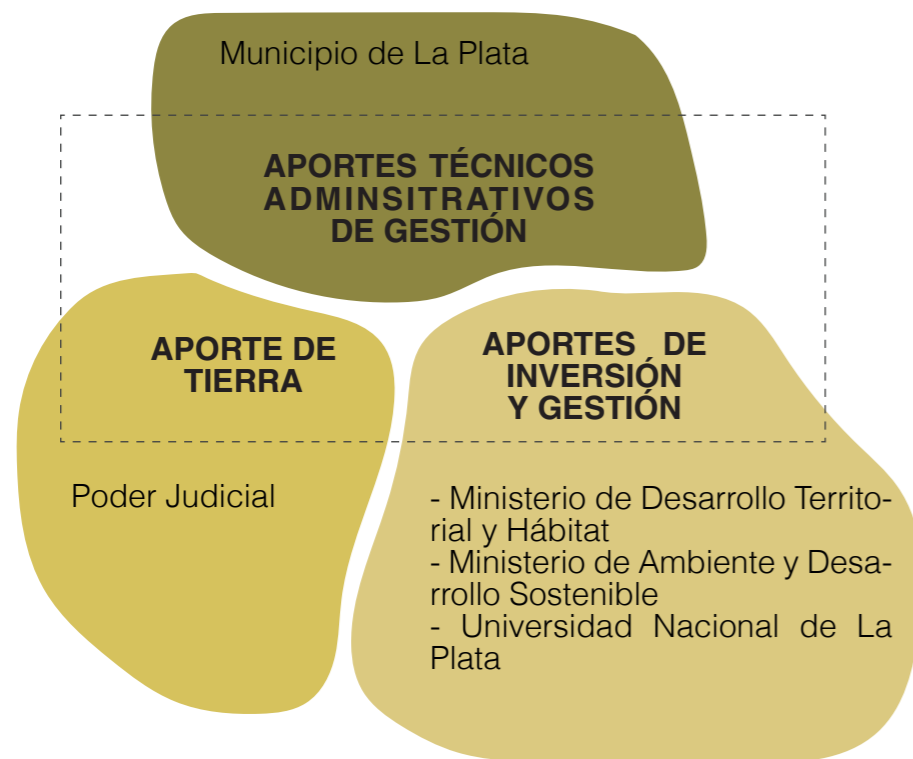 Municipio de La Plata
APORTES TÉCNICOS
ADMINSITRATIVOS
DE GESTIÓN
APORTE DE
TIERRA
Poder Judicial
APORTES DE
INVERSIÓN
Y GESTIÓN
- Ministerio de Desarrollo Territo-
rial y Hábitat
- Ministerio de Ambiente y Desa-
rrollo Sostenible
- Universidad Nacional de La
Plata